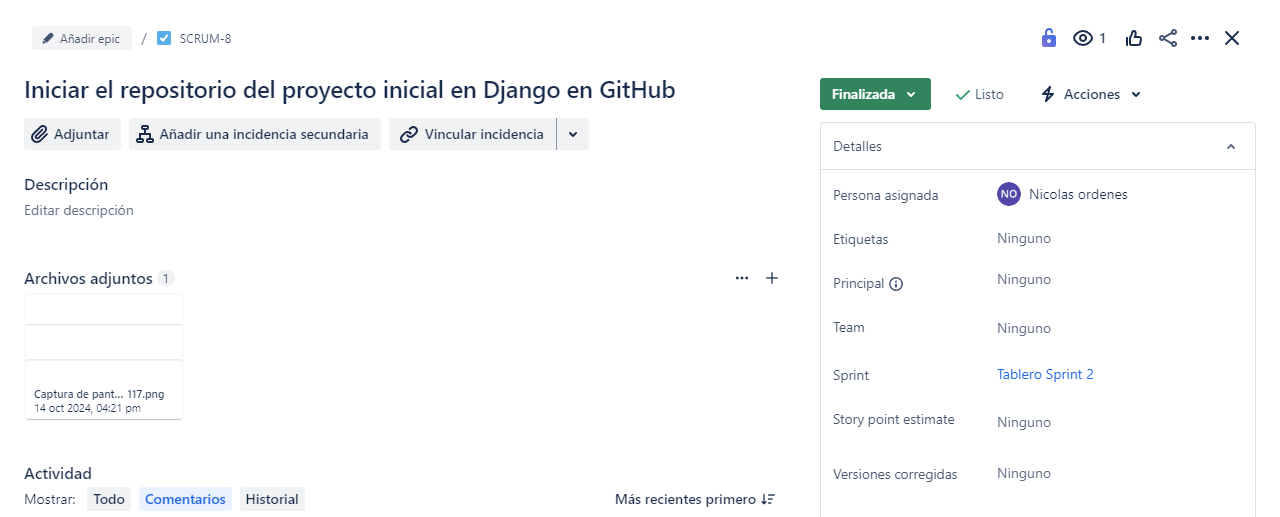 Añadir epic / SCRUM-8
1
Iniciar el repositorio del proyecto inicial en Django en GitHub
Adjuntar
Añadir una incidencia secundaria
Vincular incidencia
Descripción
Editar descripción
Archivos adjuntos 1
Captura de pant... 117.png
14 oct 2024, 04:21 pm
Actividad
Mostrar: Todo Comentarios Historial
Más recientes primero
Finalizada
Listo
Acciones
Detalles
Persona asignada
NO Nicolas ordenes
Etiquetas
Ninguno
Principal
Ninguno
Team
Ninguno
Sprint
Tablero Sprint 2
Story point estimate
Ninguno
Versiones corregidas
Ninguno